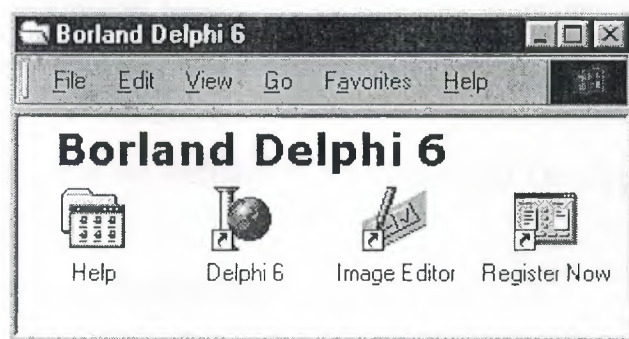 Borland Delphi 6
File Edit View Go Favorites Help
Borland Delphi 6
Help Delphi 6 Image Editor Register Now